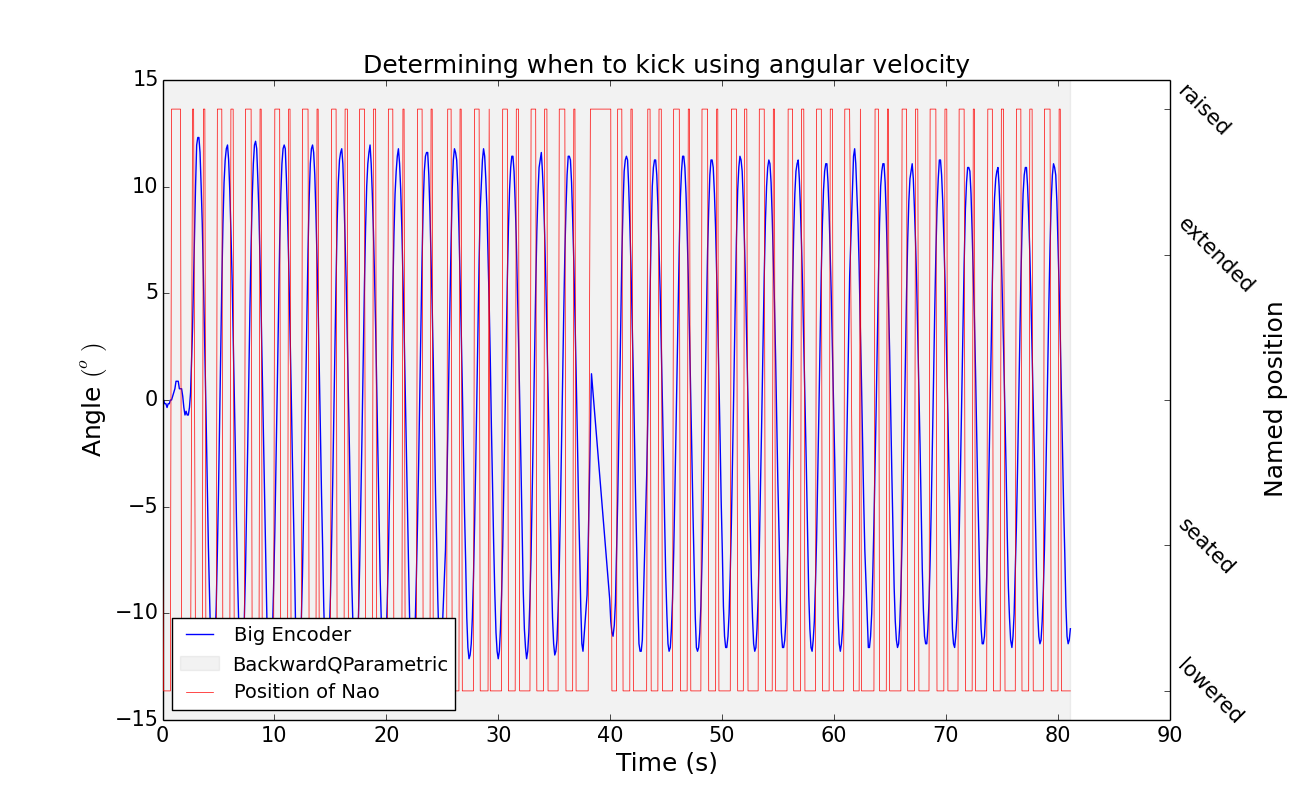 Determining when to kick using angular velocity
15
10
5
0
−5
−10
−15
Angle (°)
0 10 20 30 40 50 60 70 80 90
Time (s)
raised
extended
seated
lowered
Named position
Big Encoder
BackwardQParametric
Position of Nao